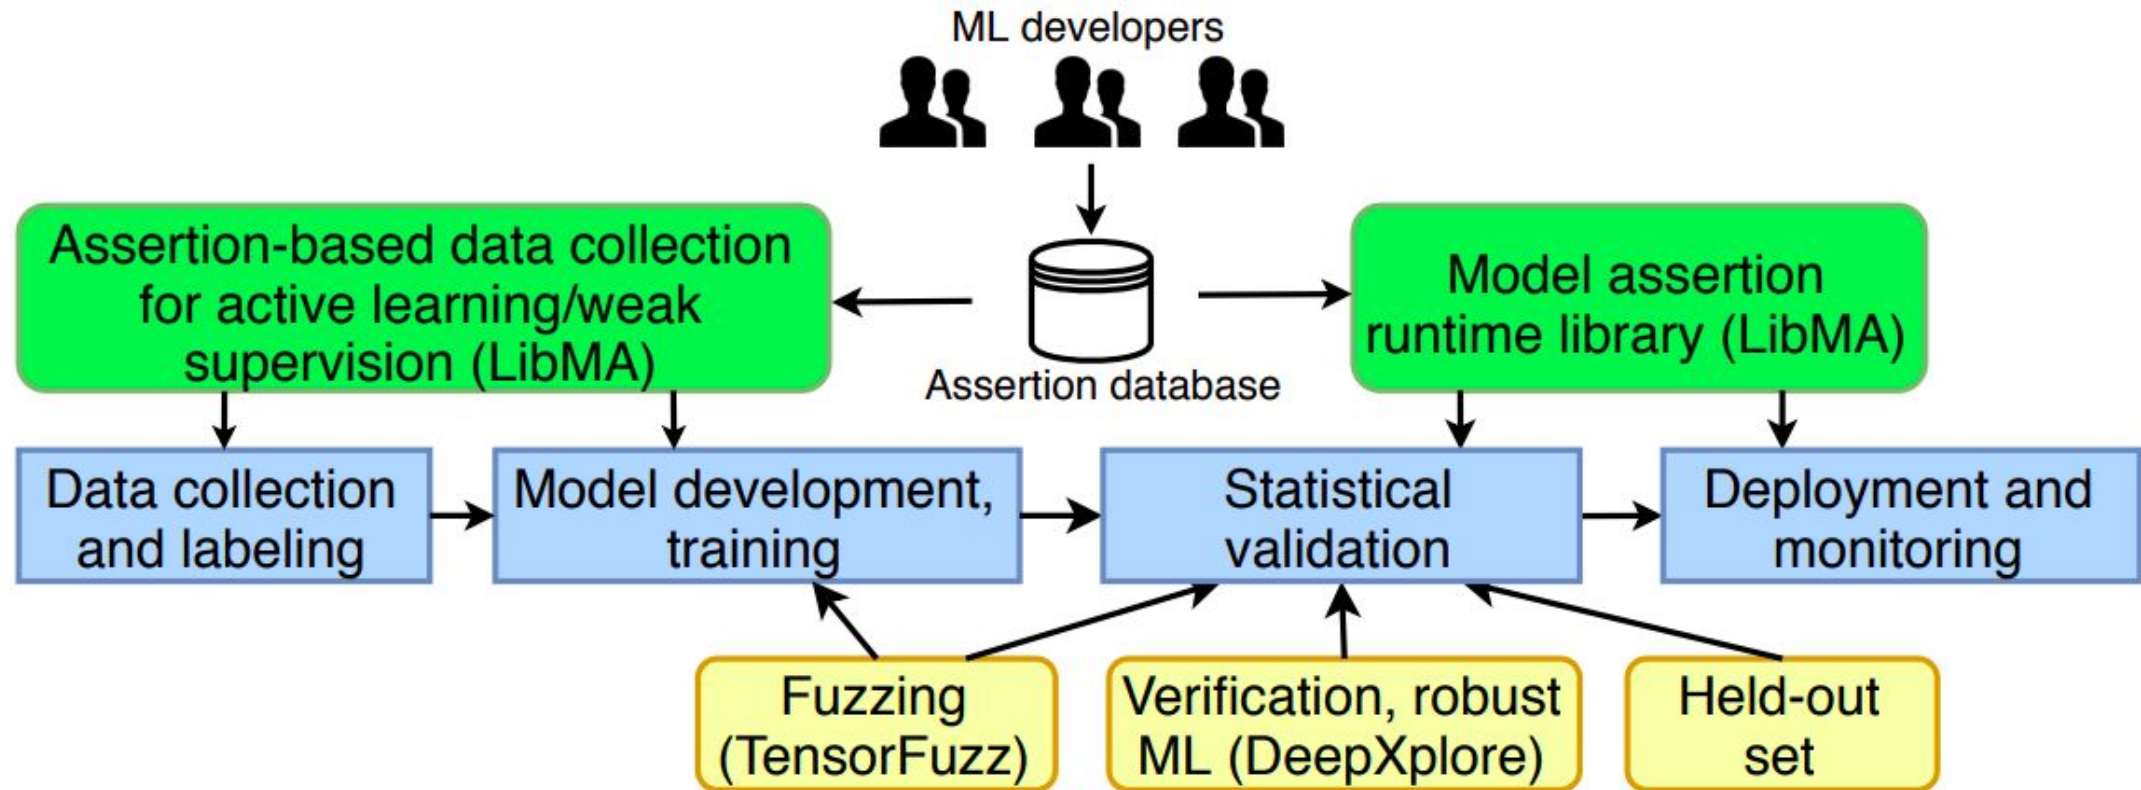 ML developers
Assertion-based data collection
for active learning/weak
supervision (LibMA)
Assertion database
Model assertion
runtime library (LibMA)
Data collection
and labeling
Model development,
training
Statistical
validation
Deployment and
monitoring
Fuzzing
(TensorFuzz)
Verification, robust
ML (DeepXplore)
Held-out
set